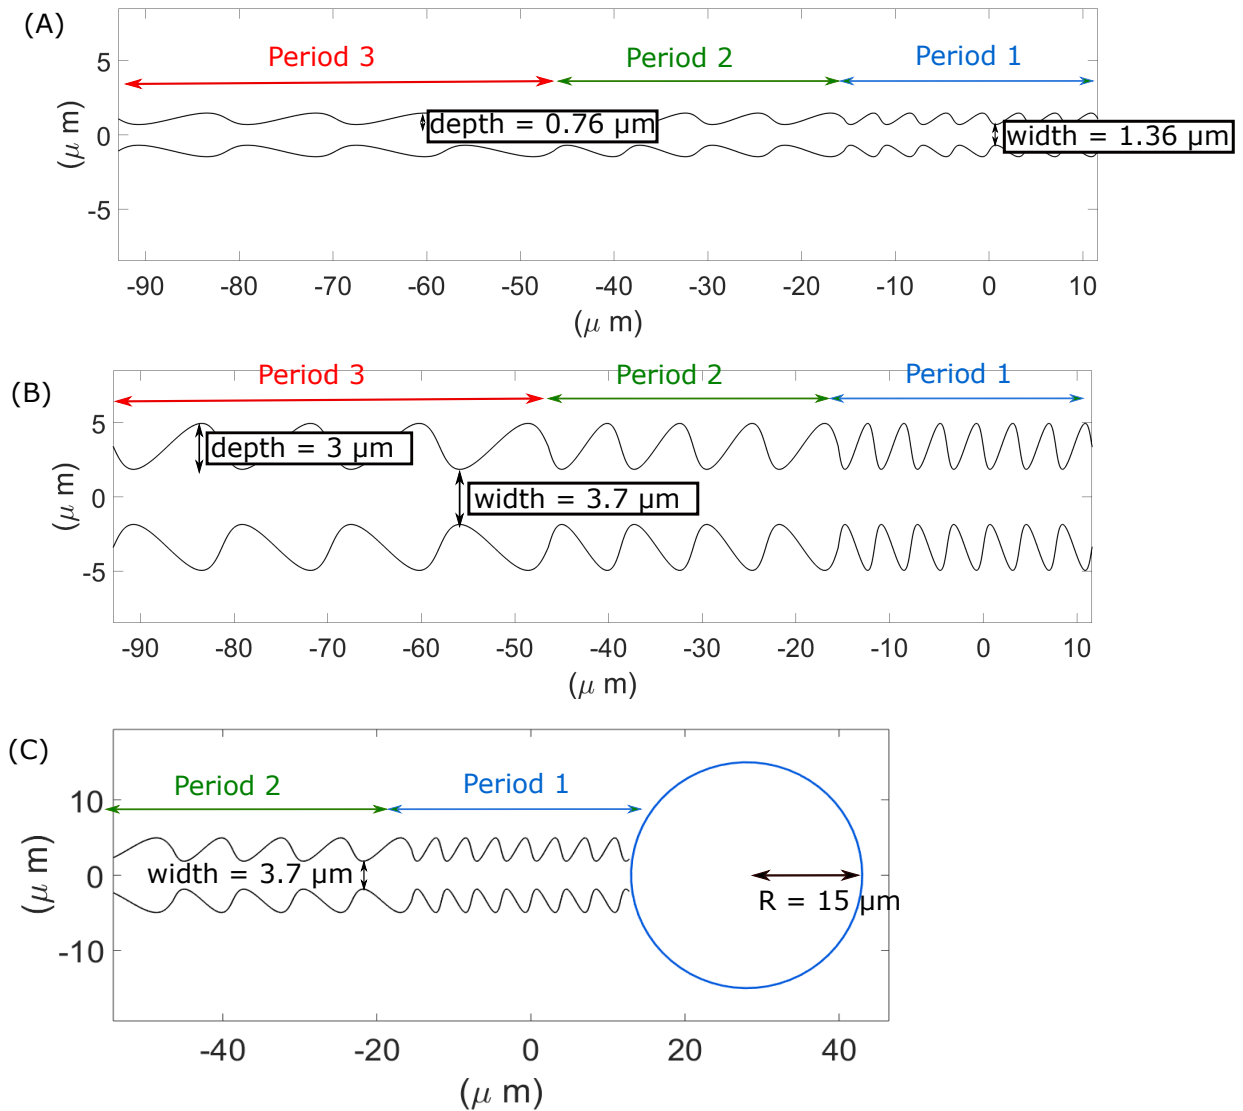 (A)
Period 3
Period 2
Period 1
5
0
-5
(μ m)
depth = 0.76 μm
width = 1.36 μm
-90 -80 -70 -60 -50 -40 -30 -20 -10 0 10
(μ m)
(B)
Period 3
Period 2
Period 1
5
0
-5
(μ m)
depth = 3 μm
width = 3.7 μm
-90 -80 -70 -60 -50 -40 -30 -20 -10 0 10
(μ m)
(C)
Period 2
Period 1
10
0
-10
(μ m)
width = 3.7 μm
R = 15 μm
-40 -20 0 20 40
(μ m)